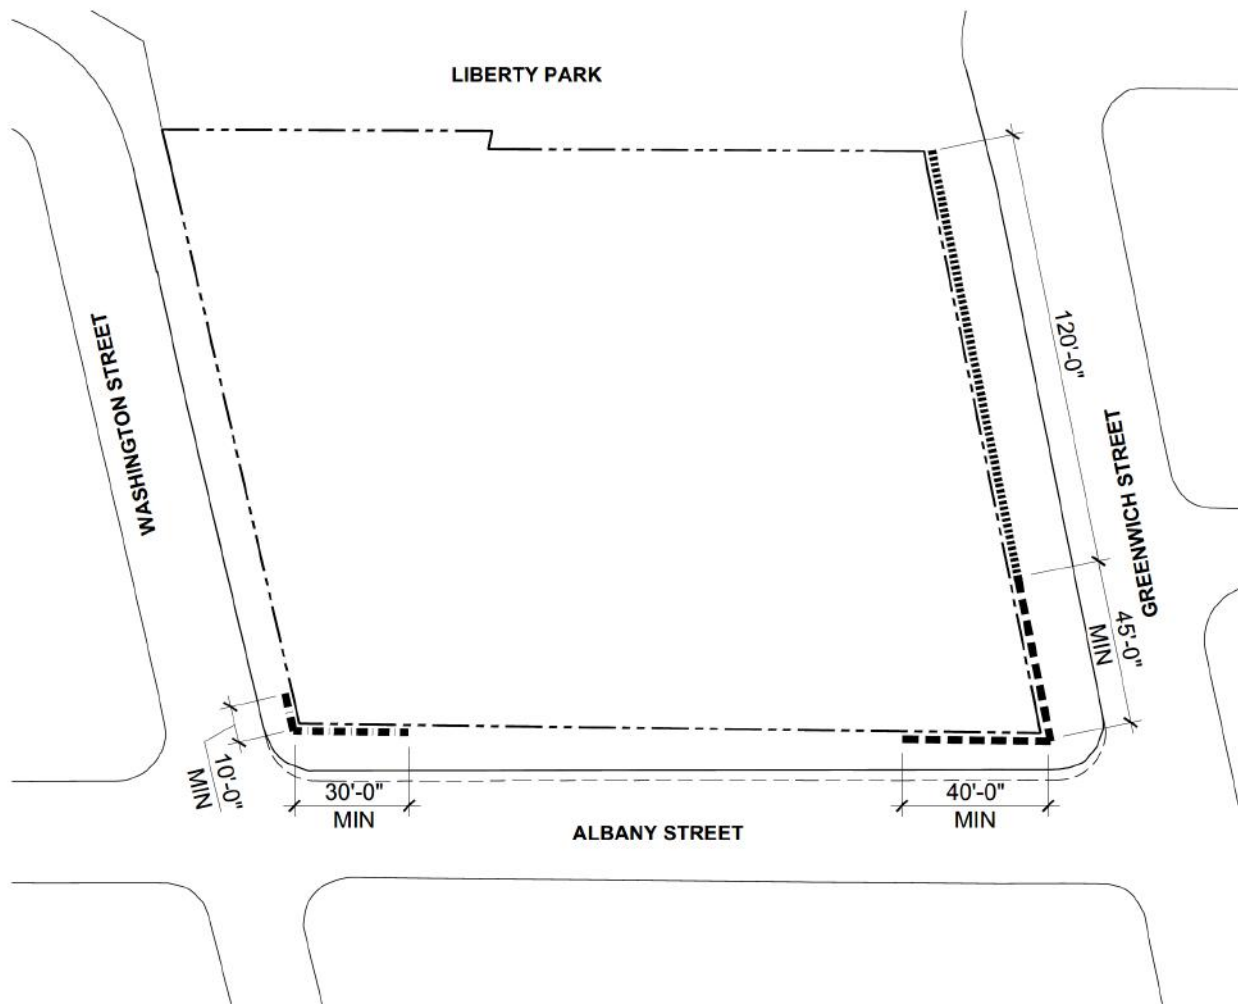 LIBERTY PARK
120'-0"
WASHINGTON STREET
GREENWICH STREET
45'-0"
MIN
10'-0"
MIN
30'-0"
MIN
40'-0"
MIN
ALBANY STREET